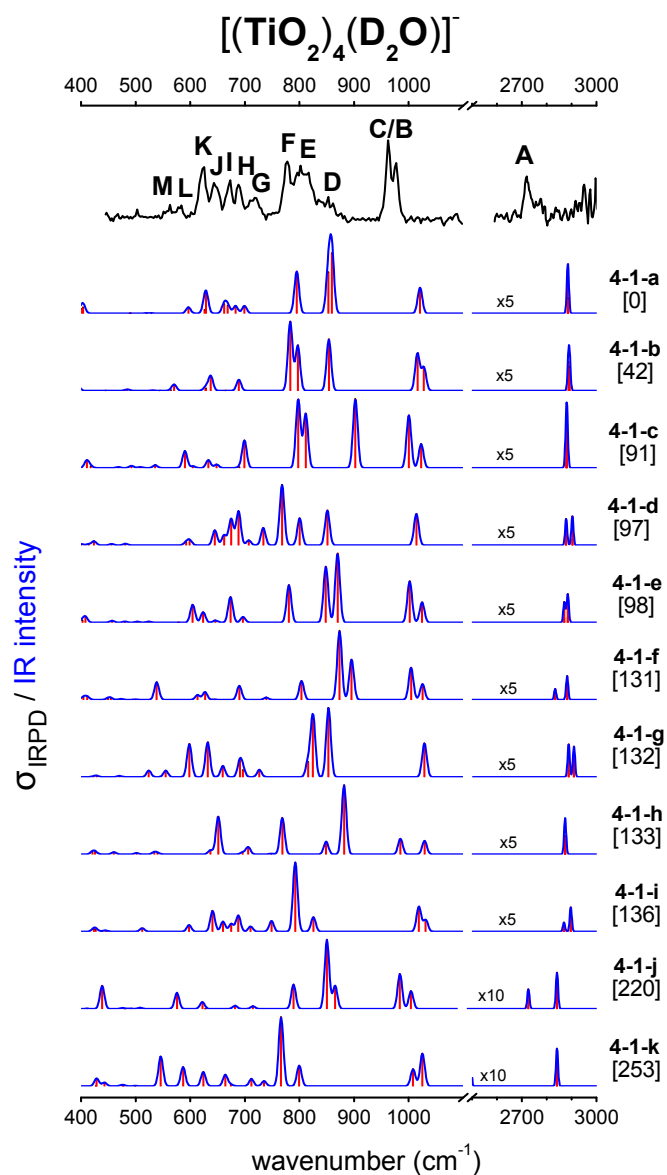 [(TiO₂)₄(D₂O)]⁻
400 500 600 700 800 900 1000 2700 3000
C/B
K
F
E
J
I
H
A
M
L
G
D
4-1-a
x5
[0]
4-1-b
x5
[42]
4-1-c
x5
[91]
4-1-d
x5
[97]
4-1-e
x5
[98]
4-1-f
x5
[131]
4-1-g
x5
[132]
4-1-h
x5
[133]
4-1-i
x5
[136]
4-1-j
x10
[220]
4-1-k
x10
[253]
σIRPD / IR intensity
400 500 600 700 800 900 1000 2700 3000
wavenumber (cm⁻¹)